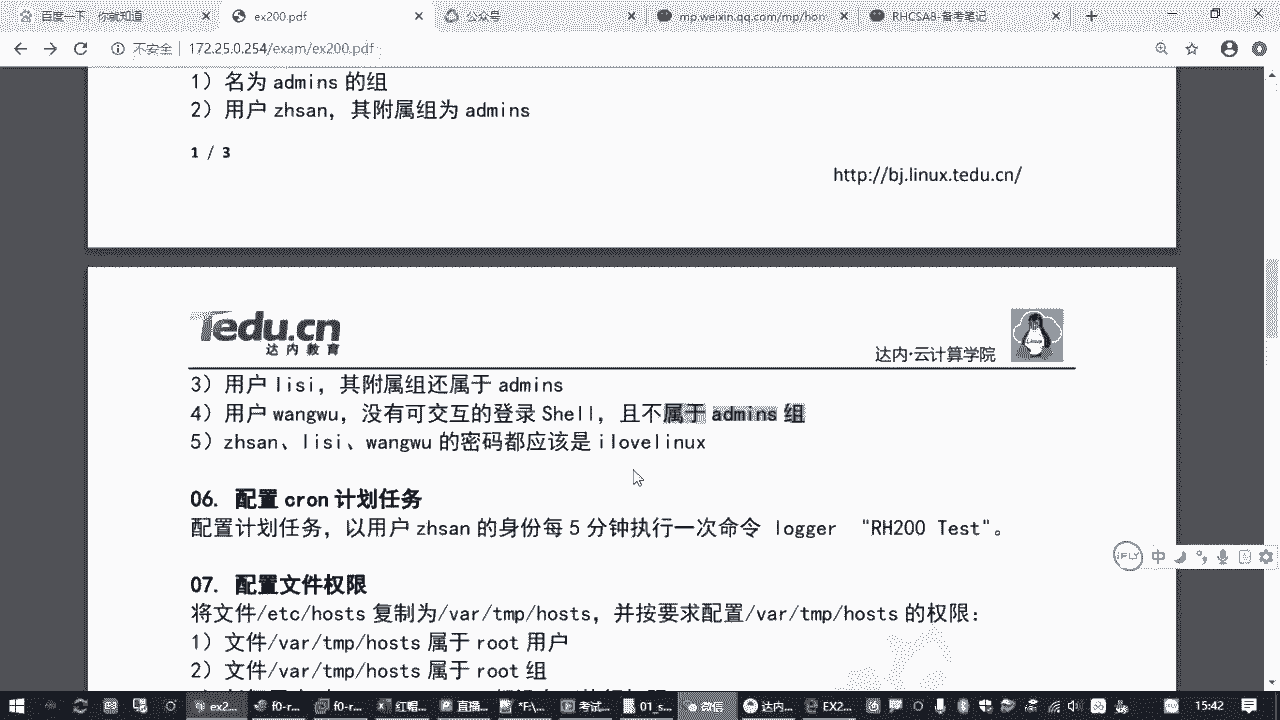 百度一下，你就知道
ex200.pdf
公众号
mp.weixin.qq.com/mp/hom
RHCSA8-备考笔记
不安全
172.25.0.254/exam/ex200.pdf
1）名为 admins 的组
2）用户 zhsan，其附属组为 admins
1 / 3
http://bj.linux.tedu.cn/
Tedu.cn
达内教育
达内·云计算学院
3）用户 lisi，其附属组还属于 admins
4）用户 wangwu，没有可交互的登录 Shell，且不属于 admins 组
5）zhsan、lisi、wangwu 的密码都应该是 ilovelinux
06. 配置 cron 计划任务
配置计划任务，以用户 zhsan 的身份每 5 分钟执行一次命令 logger "RH200 Test"。
07. 配置文件权限
将文件/etc/hosts 复制为/var/tmp/hosts，并按要求配置/var/tmp/hosts 的权限：
1）文件/var/tmp/hosts 属于 root 用户
2）文件/var/tmp/hosts 属于 root 组
iFLY
中
ex2...
f0-r...
f0-r...
红帽...
直播...
*F:\...
考试...
01_s...
微信
达内...
EX2...
15:42